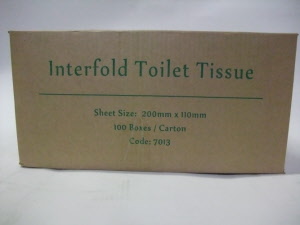 Interfold Toilet Tissue
Sheet Size: 200mm x 110mm
100 Boxes / Carton
Code: 7013